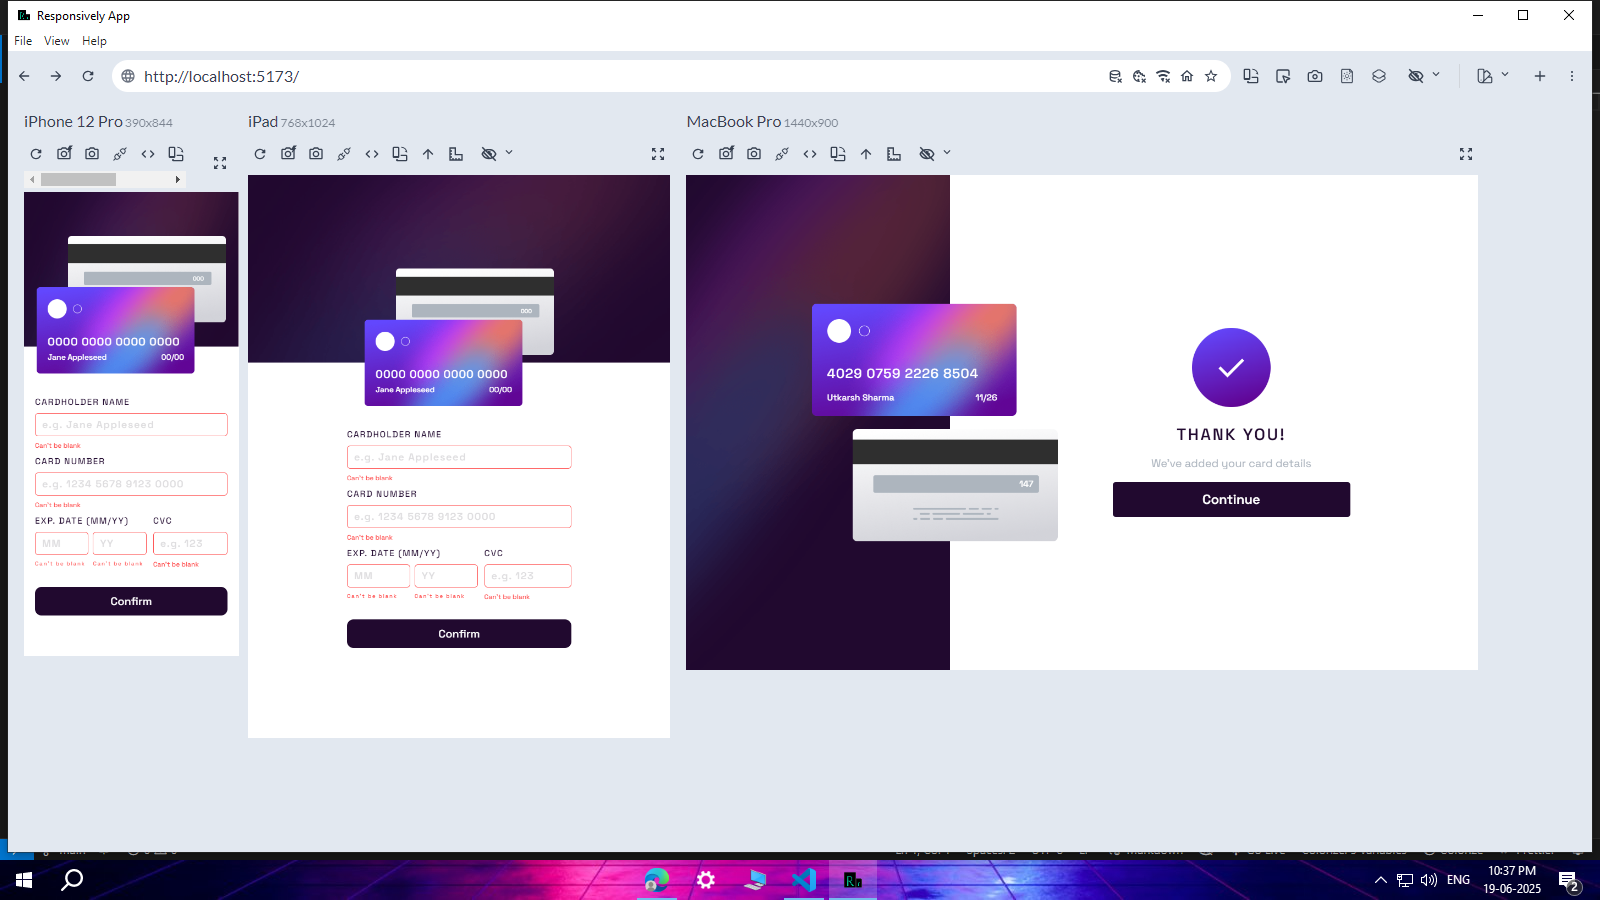 Responsively App
File View Help
http://localhost:5173/
iPhone 12 Pro 390x844
000
0000 0000 0000 0000
Jane Appleseed 00/00
CARDHOLDER NAME
e.g. Jane Appleseed
Can't be blank
CARD NUMBER
e.g. 1234 5678 9123 0000
Can't be blank
EXP. DATE (MM/YY) CVC
MM YY e.g. 123
Can't be blank Can't be blank Can't be blank
Confirm
iPad 768x1024
000
0000 0000 0000 0000
Jane Appleseed 00/00
CARDHOLDER NAME
e.g. Jane Appleseed
Can't be blank
CARD NUMBER
e.g. 1234 5678 9123 0000
Can't be blank
EXP. DATE (MM/YY) CVC
MM YY e.g. 123
Can't be blank Can't be blank Can't be blank
Confirm
MacBook Pro 1440x900
4029 0759 2226 8504
Utkarsh Sharma 11/26
147
THANK YOU!
We've added your card details
Continue
ENG
10:37 PM
19-06-2025
2